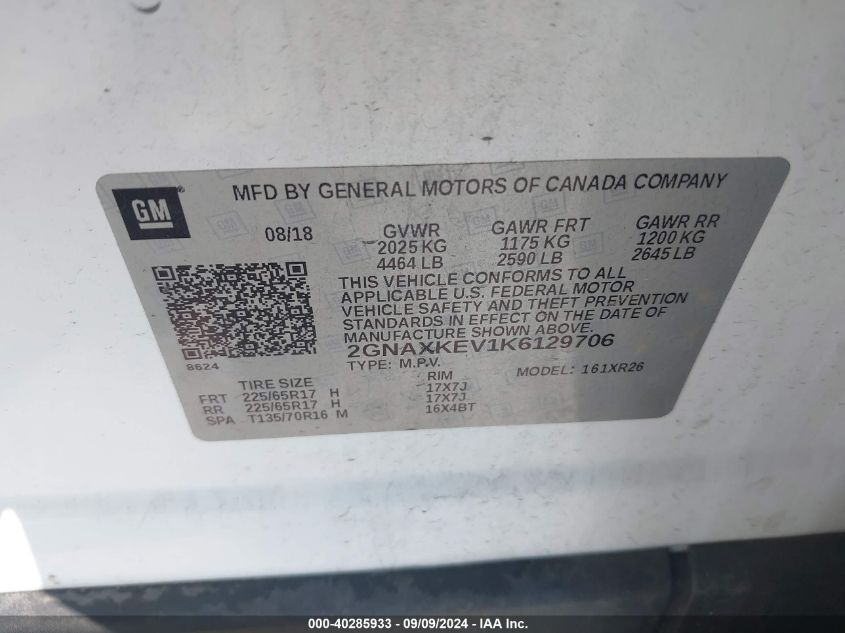 GM
MFD BY GENERAL MOTORS OF CANADA COMPANY
08/18 GVWR GAWR FRT GAWR RR
2025 KG 1175 KG 1200 KG
4464 LB 2590 LB 2645 LB
THIS VEHICLE CONFORMS TO ALL
APPLICABLE U.S. FEDERAL MOTOR
VEHICLE SAFETY AND THEFT PREVENTION
STANDARDS IN EFFECT ON THE DATE OF
MANUFACTURE SHOWN ABOVE.
2GNAXKEV1K6129706
8624 TYPE: M.P.V. MODEL: 161XR26
TIRE SIZE RIM
FRT 225/65R17 H 17X7J
RR 225/65R17 H 17X7J
SPA T135/70R16 M 16X4BT
000-40285933 - 09/09/2024 - IAA Inc.